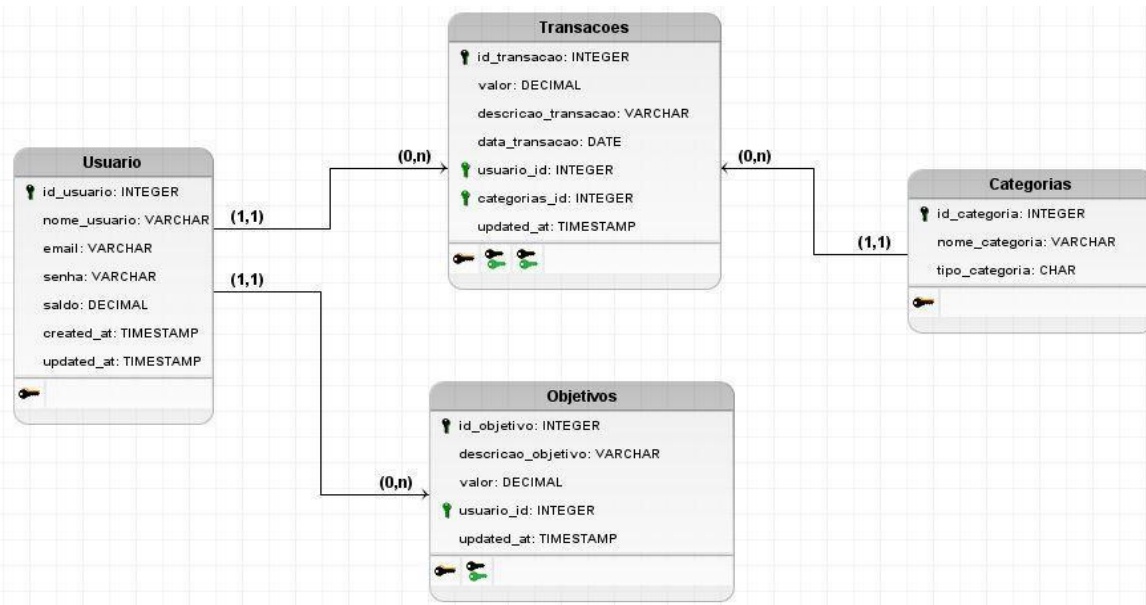 Transacoes
id_transacao: INTEGER
valor: DECIMAL
descricao_transacao: VARCHAR
data_transacao: DATE
usuario_id: INTEGER
categorias_id: INTEGER
updated_at: TIMESTAMP
(0,n)
(0,n)
Usuario
id_usuario: INTEGER
nome_usuario: VARCHAR
email: VARCHAR
senha: VARCHAR
saldo: DECIMAL
created_at: TIMESTAMP
updated_at: TIMESTAMP
(1,1)
(1,1)
Categorias
id_categoria: INTEGER
nome_categoria: VARCHAR
tipo_categoria: CHAR
(1,1)
Objetivos
id_objetivo: INTEGER
descricao_objetivo: VARCHAR
valor: DECIMAL
usuario_id: INTEGER
updated_at: TIMESTAMP
(0,n)